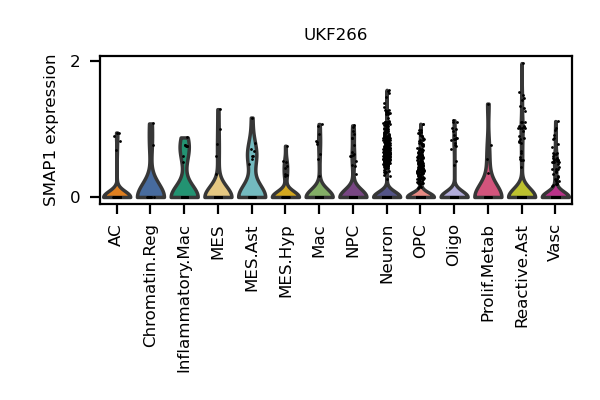 UKF266
SMAP1 expression
2
0
AC
Chromatin.Reg
Inflammatory.Mac
MES
MES.Ast
MES.Hyp
Mac
NPC
Neuron
OPC
Oligo
Prolif.Metab
Reactive.Ast
Vasc